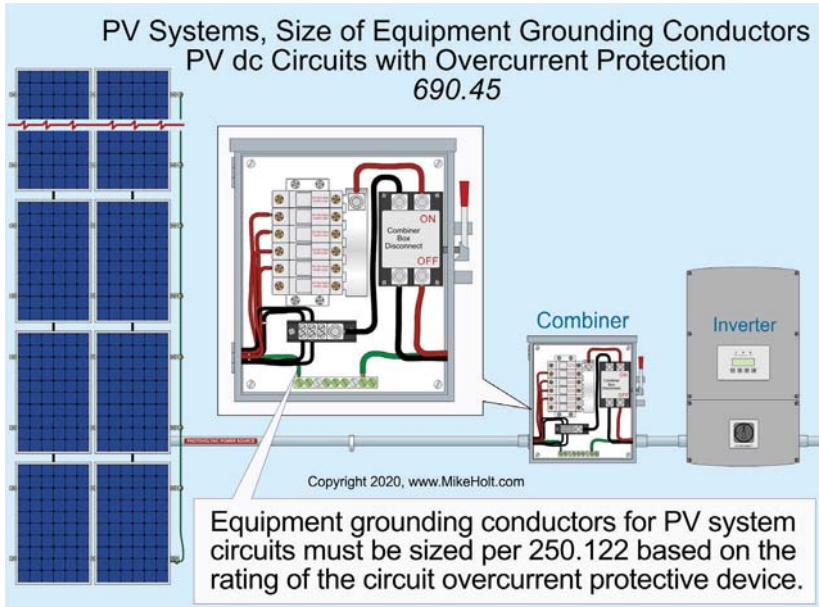 PV Systems, Size of Equipment Grounding Conductors
PV dc Circuits with Overcurrent Protection
690.45
ON
Combiner
Box
Disconnect
OFF
Combiner
Inverter
ON
OFF
PHOTOVOLTAIC POWER SOURCE
Copyright 2020, www.MikeHolt.com
Equipment grounding conductors for PV system
circuits must be sized per 250.122 based on the
rating of the circuit overcurrent protective device.